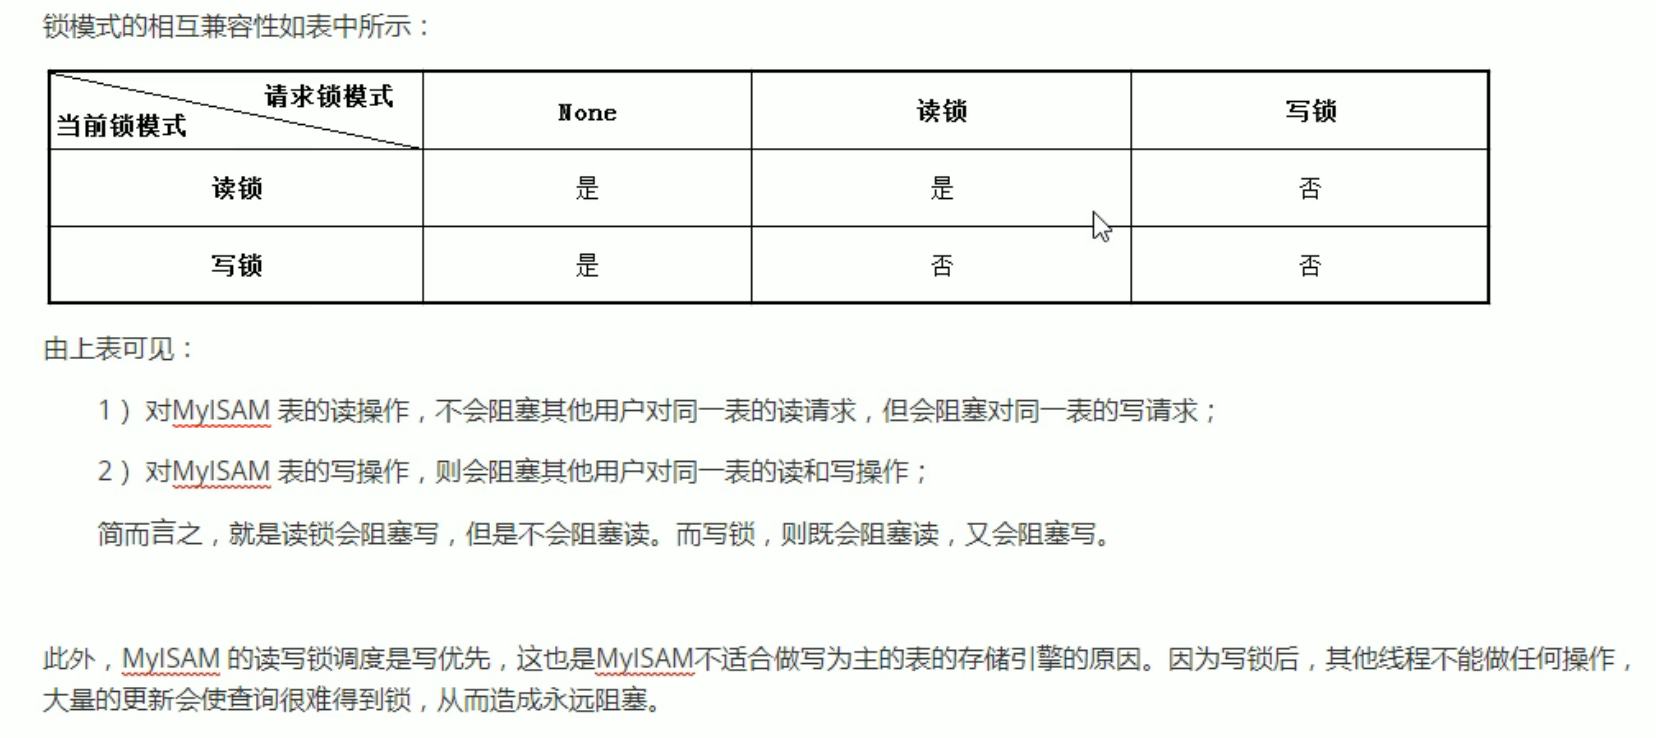 锁模式的相互兼容性如表中所示：
请求锁模式
当前锁模式
None 读锁 写锁
读锁 是 是 否
写锁 是 否 否
由上表可见：
1） 对MyISAM 表的读操作，不会阻塞其他用户对同一表的读请求，但会阻塞对同一表的写请求；
2） 对MyISAM 表的写操作，则会阻塞其他用户对同一表的读和写操作；
简而言之，就是读锁会阻塞写，但是不会阻塞读。而写锁，则既会阻塞读，又会阻塞写。
此外，MyISAM 的读写锁调度是写优先，这也是MyISAM不适合做写为主的表的存储引擎的原因。因为写锁后，其他线程不能做任何操作，
大量的更新会使查询很难得到锁，从而造成永远阻塞。